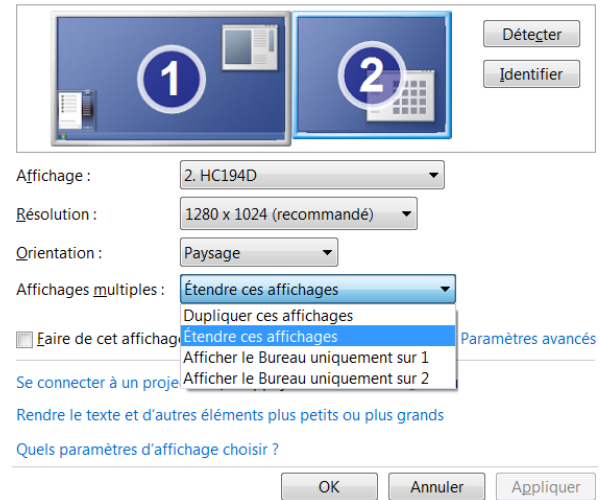 1
2
Détecter
Identifier
Affichage :
2. HC194D
Résolution :
1280 x 1024 (recommandé)
Orientation :
Paysage
Affichages multiples :
Étendre ces affichages
Dupliquer ces affichages
Étendre ces affichages
Afficher le Bureau uniquement sur 1
Afficher le Bureau uniquement sur 2
Faire de cet affichag
Paramètres avancés
Se connecter à un proje
Rendre le texte et d'autres éléments plus petits ou plus grands
Quels paramètres d'affichage choisir ?
OK
Annuler
Appliquer